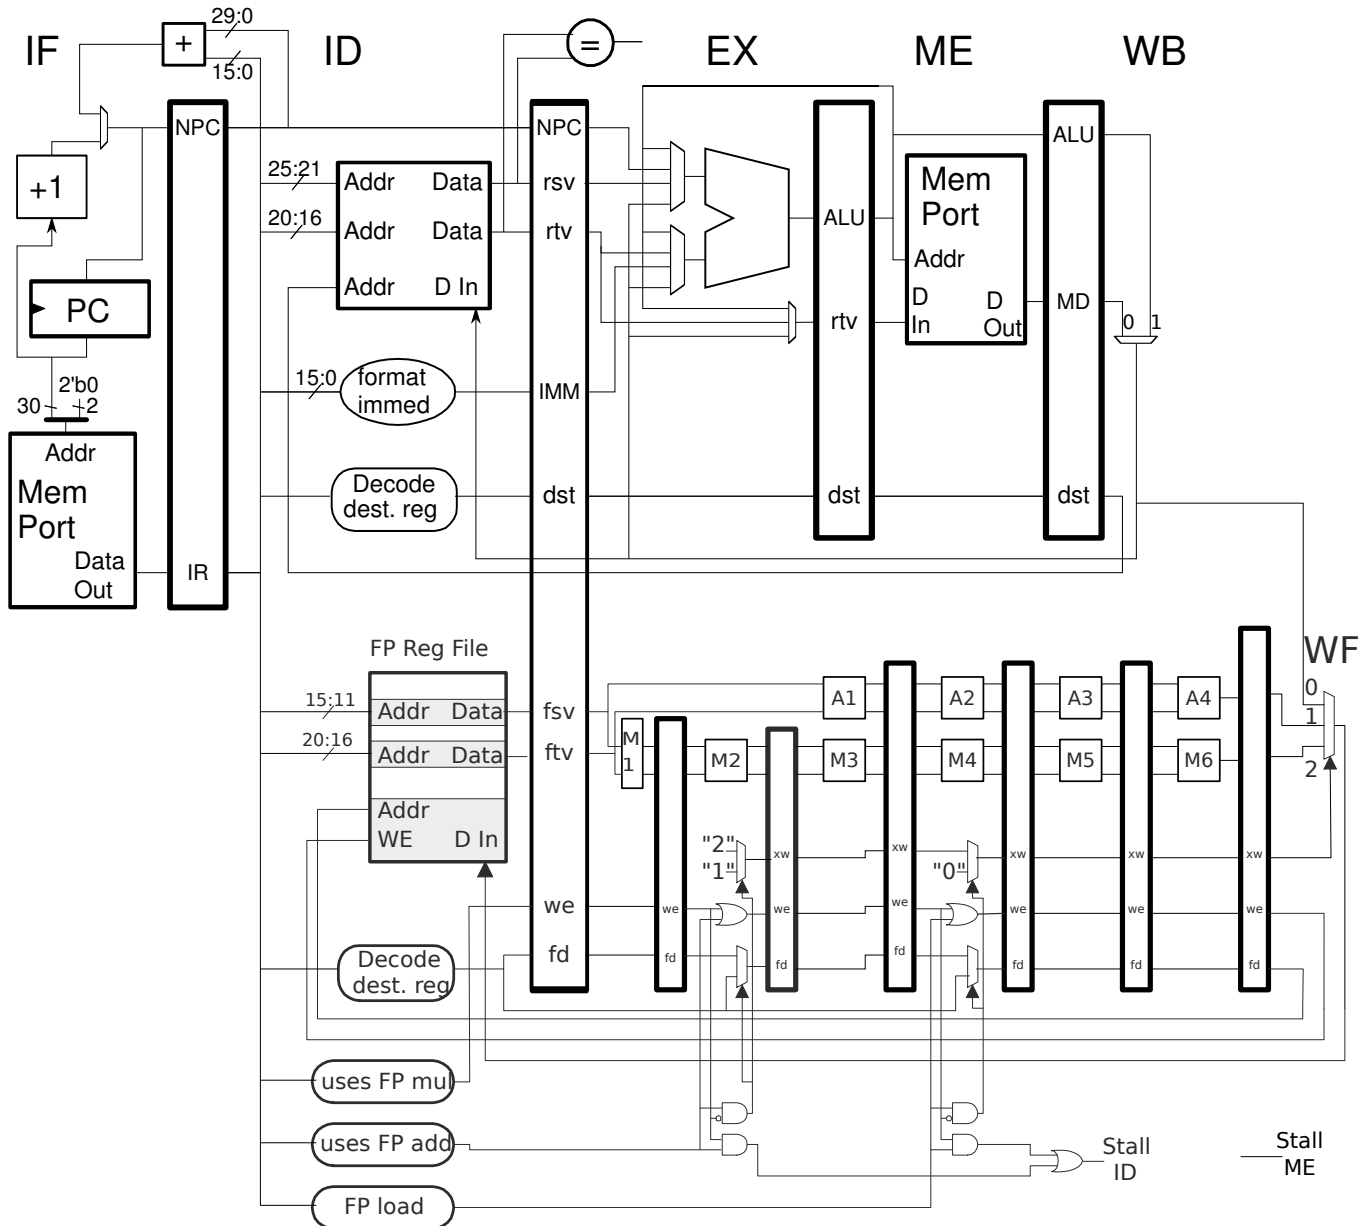 29:0
IF
+
ID
=
EX
ME
WB
15:0
NPC
NPC
ALU
+1
25:21
Addr
Data
rsv
Mem
Port
20:16
Addr
Data
rtv
ALU
Addr
Addr
D In
PC
D
In
D
Out
MD
rtv
0
1
2'b0
30
2
15:0
format
immed
IMM
Addr
Mem
Port
Data
Out
Decode
dest. reg
dst
dst
dst
IR
FP Reg File
WF
15:11
Addr
Data
fsv
A1
A2
A3
A4
0
1
2
20:16
Addr
Data
ftv
M
1
M2
M3
M4
M5
M6
Addr
WE
D In
"2"
"1"
xw
xw
"0"
xw
xw
xw
we
we
we
we
we
we
we
fd
fd
fd
fd
fd
fd
fd
Decode
dest. reg
uses FP mul
uses FP add
Stall
ID
Stall
ME
FP load